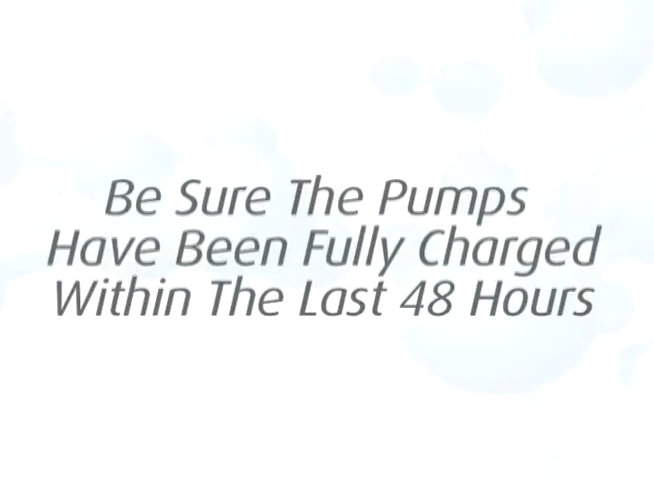 Be Sure The Pumps
Have Been Fully Charged
Within The Last 48 Hours